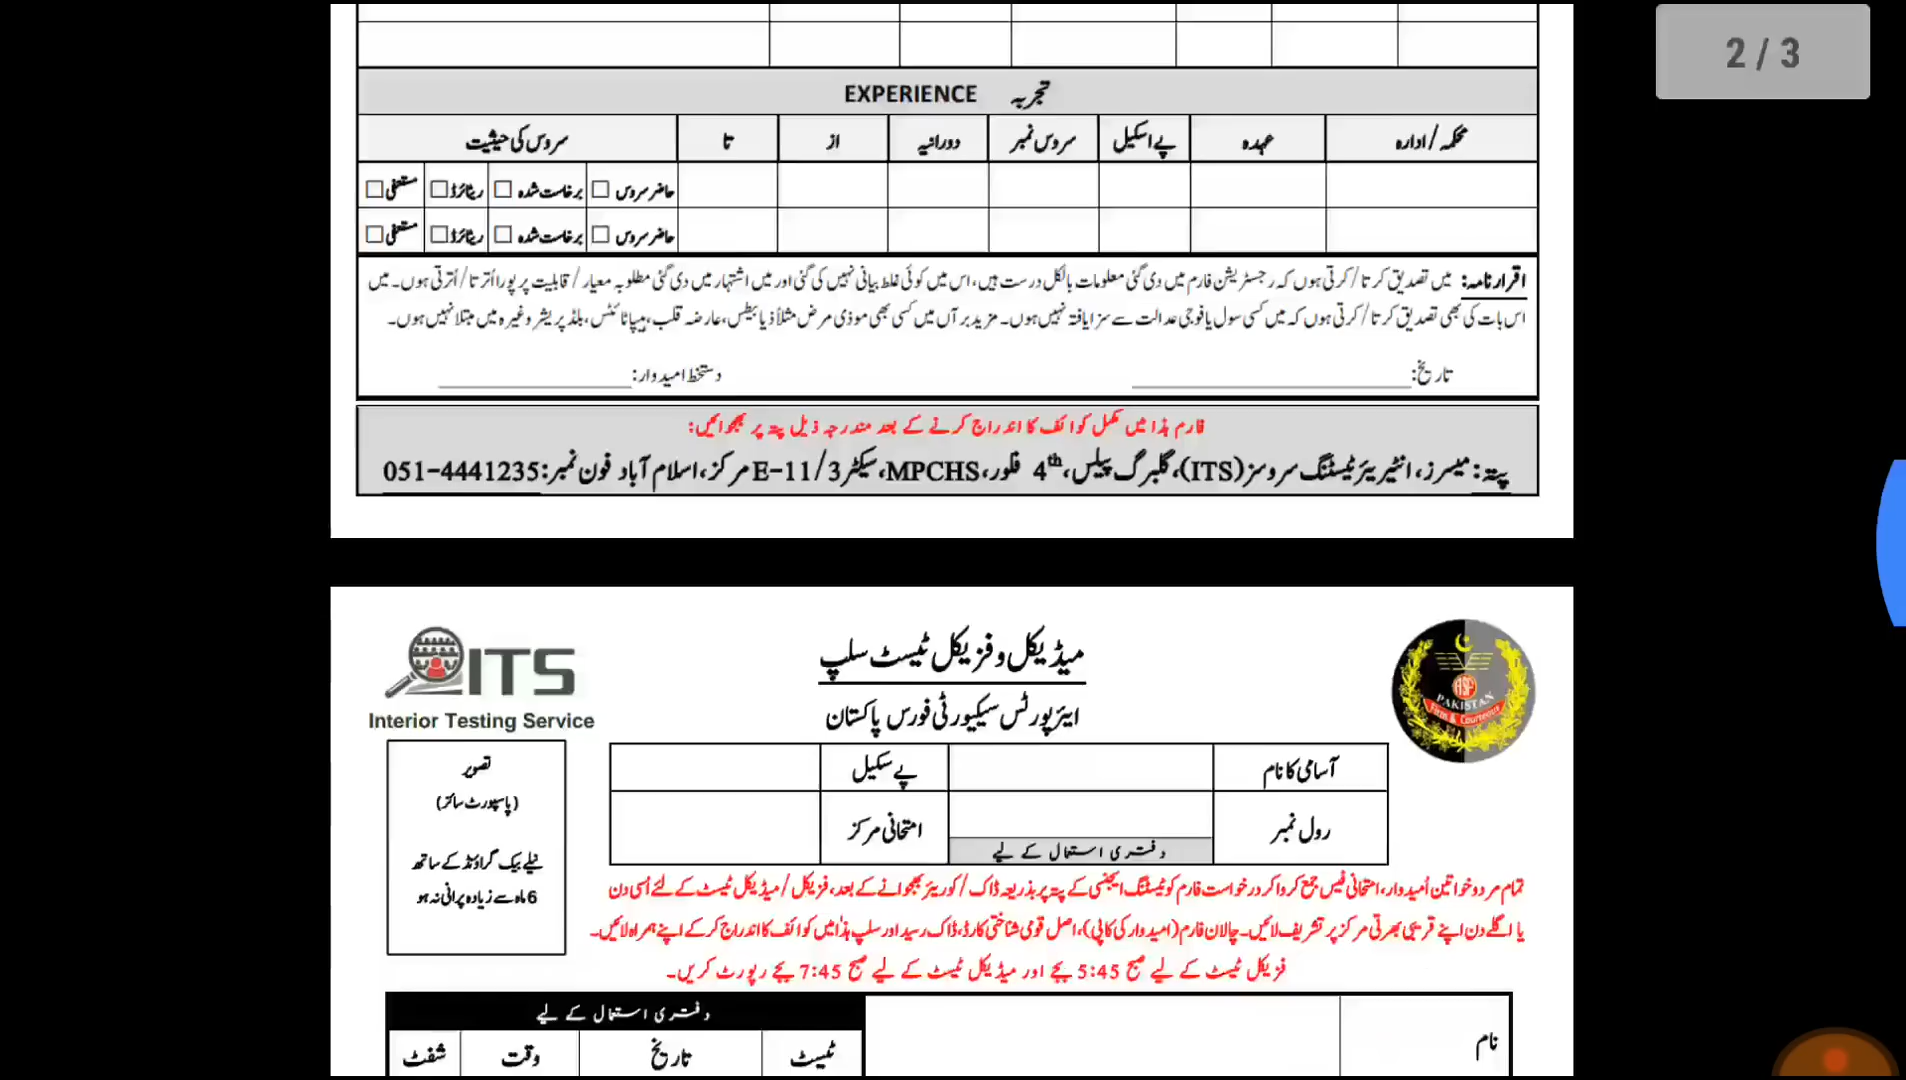 2 / 3
EXPERIENCE تجربہ
محکمہ/ادارہ عہدہ پے اسکیل سروس نمبر دورانیہ از تا سروس کی حیثیت
حاضر سروس برخاست شدہ ریٹائرڈ مستعفی
حاضر سروس برخاست شدہ ریٹائرڈ مستعفی
اقرار نامہ: میں تصدیق کرتا/کرتی ہوں کہ رجسٹریشن فارم میں دی گئی معلومات بالکل درست ہیں، اس میں کوئی غلط بیانی نہیں کی گئی اور میں اشتہار میں دی گئی مطلوبہ معیار/قابلیت پر پورا اُترتا/اُترتی ہوں۔ میں
اس بات کی بھی تصدیق کرتا/کرتی ہوں کہ میں کسی سول یا فوجی عدالت سے سزا یافتہ نہیں ہوں۔ مزید برآں میں کسی بھی موذی مرض مثلاً ذیابیطس، عارضہ قلب، ہیپاٹائٹس، بلڈ پریشر وغیرہ میں مبتلا نہیں ہوں۔
تاریخ: دستخط امیدوار:
فارم ہذا میں مکمل کوائف کا اندراج کرنے کے بعد مندرجہ ذیل پتہ پر بھجوائیں:
پتہ: میسرز، انٹیریئر ٹیسٹنگ سروسز (ITS)، گلبرگ پیلس، 4th فلور، MPCHS، سیکٹر E-11/3 مرکز، اسلام آباد فون نمبر: 051-4441235
ITS
Interior Testing Service
میڈیکل و فزیکل ٹیسٹ سلپ
ایئرپورٹس سیکیورٹی فورس پاکستان
ASF
PAKISTAN
Firm & Courteous
تصویر
(پاسپورٹ سائز)
نیلے بیک گراؤنڈ کے ساتھ
6 ماہ سے زیادہ پرانی نہ ہو
آسامی کا نام پے سکیل
رول نمبر امتحانی مرکز
دفتری استعمال کے لیے
تمام مرد و خواتین اُمیدوار، امتحانی فیس جمع کروا کر درخواست فارم کو ٹیسٹنگ ایجنسی کے پتہ پر بذریعہ ڈاک/کوریئر بھجوانے کے بعد، فزیکل/میڈیکل ٹیسٹ کے لئے اُسی دن
یا اگلے دن اپنے قریبی بھرتی مرکز پر تشریف لائیں۔ چالان فارم (امیدوار کی کاپی)، اصل قومی شناختی کارڈ، ڈاک رسید اور سلپ ہذا میں کوائف کا اندراج کر کے اپنے ہمراہ لائیں۔
فزیکل ٹیسٹ کے لیے صبح 5:45 بجے اور میڈیکل ٹیسٹ کے لیے صبح 7:45 بجے رپورٹ کریں۔
دفتری استعمال کے لیے
نام
ٹیسٹ تاریخ وقت شفٹ